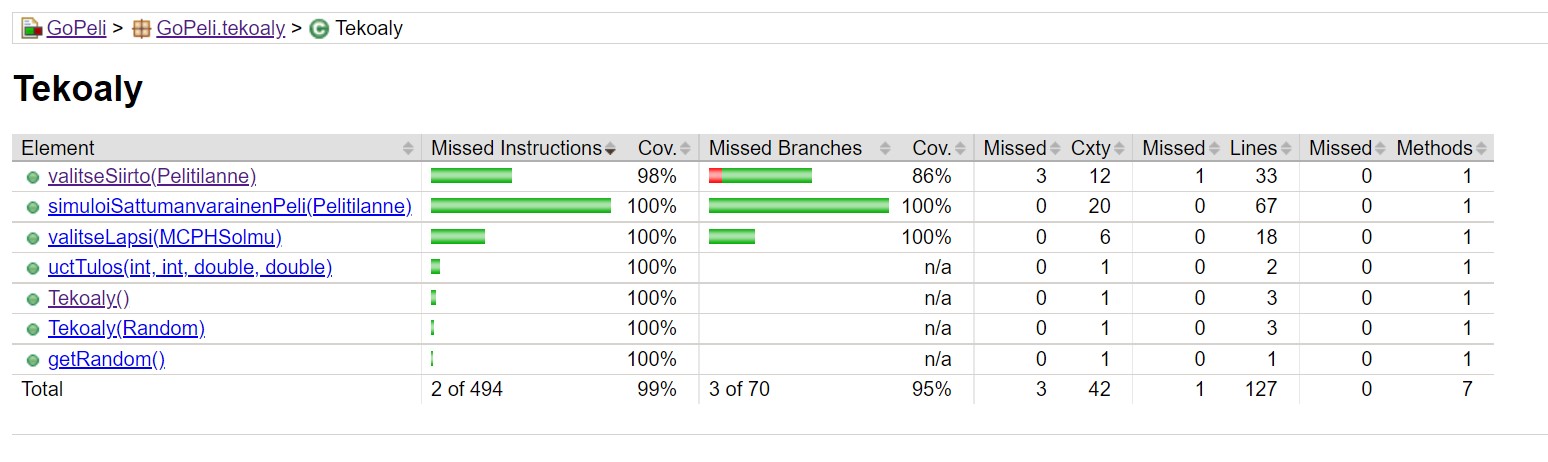 GoPeli > GoPeli.tekoaly > C Tekoaly
Tekoaly
Element Missed Instructions Cov. Missed Branches Cov. Missed Cxty Missed Lines Missed Methods
valitseSiirto(Pelitilanne) 98% 86% 3 12 1 33 0 1
simuloiSattumanvarainenPeli(Pelitilanne) 100% 100% 0 20 0 67 0 1
valitseLapsi(MCPHSolmu) 100% 100% 0 6 0 18 0 1
uctTulos(int, int, double, double) 100% n/a 0 1 0 2 0 1
Tekoaly() 100% n/a 0 1 0 3 0 1
Tekoaly(Random) 100% n/a 0 1 0 3 0 1
getRandom() 100% n/a 0 1 0 1 0 1
Total 2 of 494 99% 3 of 70 95% 3 42 1 127 0 7